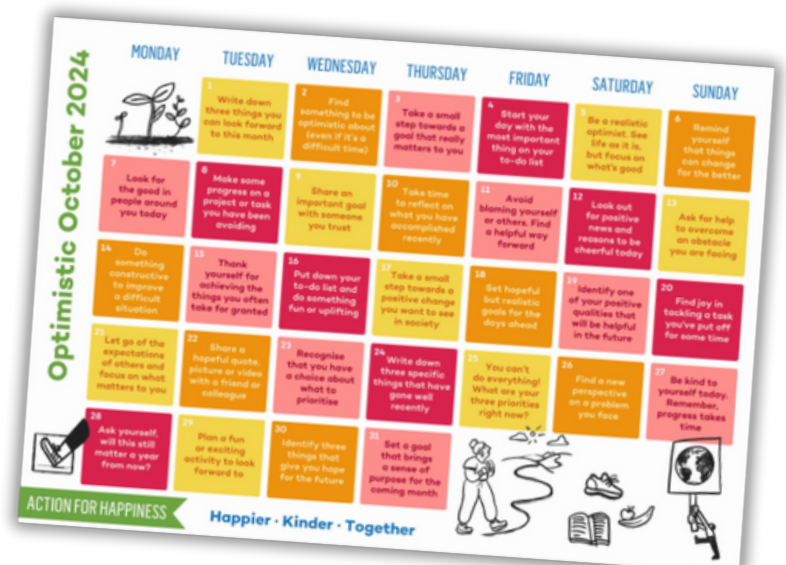 Optimistic October 2024
MONDAY
TUESDAY
WEDNESDAY
THURSDAY
FRIDAY
SATURDAY
SUNDAY
1
Write down
three things you
can look forward
to this month
2
Find
something to be
optimistic about
(even if it's a
difficult time)
3
Take a small
step towards a
goal that really
matters to you
4
Start your
day with the
most important
thing on your
to-do list
5
Be a realistic
optimist. See
life as it is,
but focus on
what's good
6
Remind
yourself
that things
can change
for the better
7
Look for
the good in
people around
you today
8
Make some
progress on a
project or task
you have been
avoiding
9
Share an
important goal
with someone
you trust
10
Take time
to reflect on
what you have
accomplished
recently
11
Avoid
blaming yourself
or others. Find
a helpful way
forward
12
Look out
for positive
news and
reasons to be
cheerful today
13
Ask for help
to overcome
an obstacle
you are facing
14
Do
something
constructive
to improve
a difficult
situation
15
Thank
yourself for
achieving the
things you often
take for granted
16
Put down your
to-do list and
do something
fun or uplifting
17
Take a small
step towards a
positive change
you want to see
in society
18
Set hopeful
but realistic
goals for the
days ahead
19
Identify one
of your positive
qualities that
will be helpful
in the future
20
Find joy in
tackling a task
you've put off
for some time
21
Let go of the
expectations
of others and
focus on what
matters to you
22
Share a
hopeful quote,
picture or video
with a friend or
colleague
23
Recognise
that you have
a choice about
what to
prioritise
24
Write down
three specific
things that have
gone well
recently
25
You can't
do everything!
What are your
three priorities
right now?
26
Find a new
perspective
on a problem
you face
27
Be kind to
yourself today.
Remember,
progress takes
time
28
Ask yourself,
will this still
matter a year
from now?
29
Plan a fun
or exciting
activity to look
forward to
30
Identify three
things that
give you hope
for the future
31
Set a goal
that brings
a sense of
purpose for the
coming month
ACTION FOR HAPPINESS
Happier · Kinder · Together